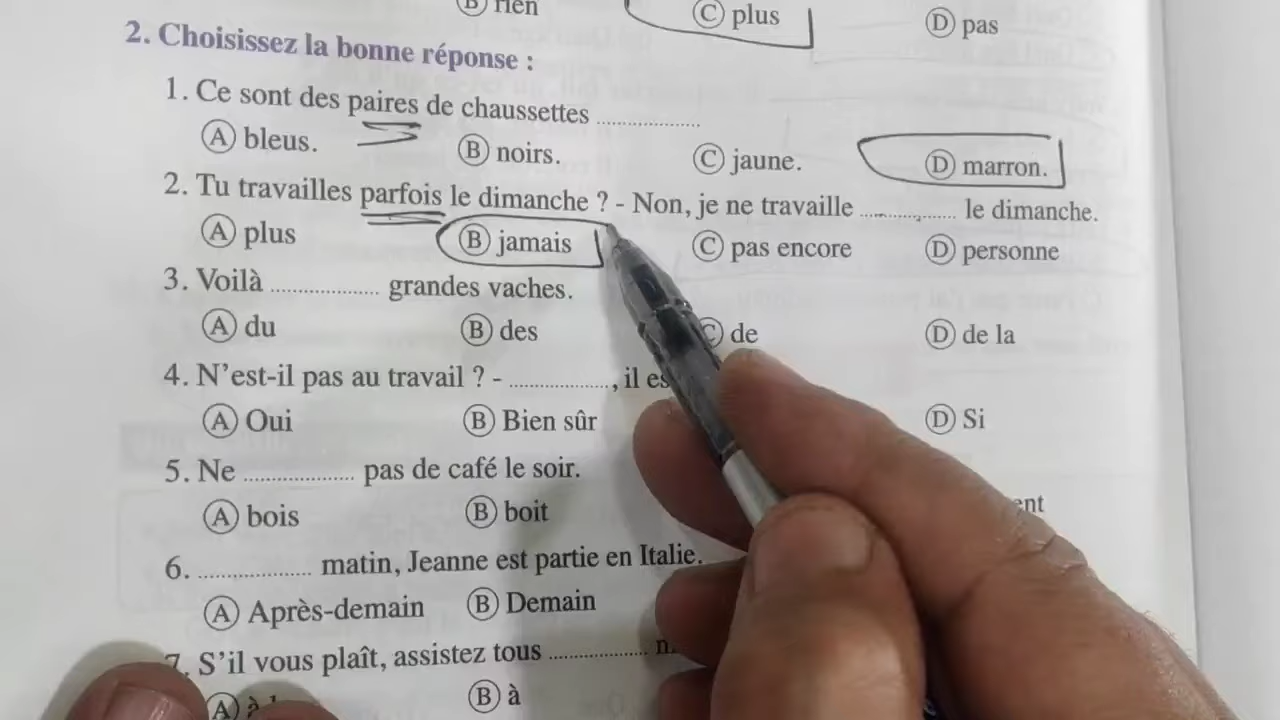 B rien C plus D pas
2. Choisissez la bonne réponse :
1. Ce sont des paires de chaussettes ....................
A bleus. B noirs. C jaune. D marron.
2. Tu travailles parfois le dimanche ? - Non, je ne travaille .................... le dimanche.
A plus B jamais C pas encore D personne
3. Voilà .................... grandes vaches.
A du B des C de D de la
4. N'est-il pas au travail ? - ...................., il
A Oui B Bien sûr D Si
5. Ne .................... pas de café le soir.
A bois B boit
6. .................... matin, Jeanne est partie en Italie.
A Après-demain B Demain
7. S'il vous plaît, assistez tous ....................
A B à